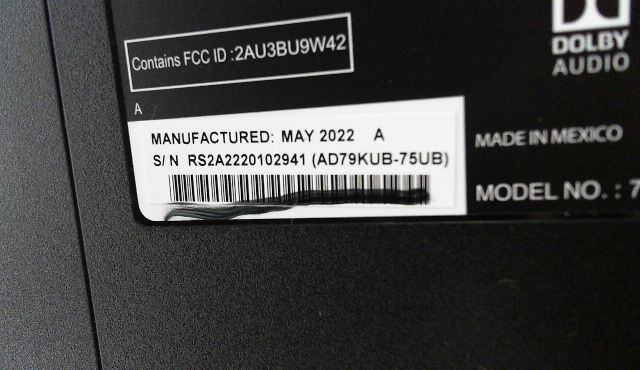 Contains FCC ID :2AU3BU9W42
DOLBY
AUDIO
A
MANUFACTURED: MAY 2022 A
S/ N RS2A2220102941 (AD79KUB-75UB)
MADE IN MEXICO
MODEL NO. : 7